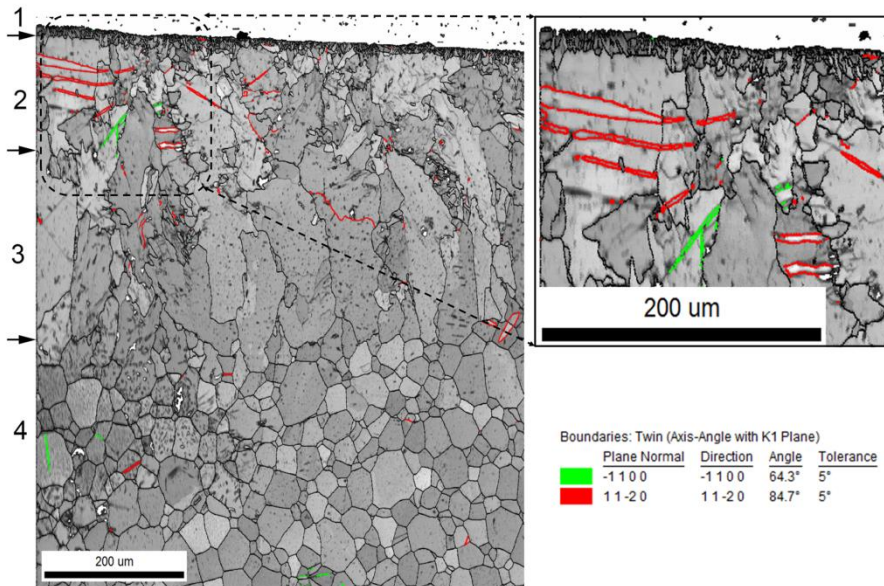 1
2
3
4
200 um
200 um
Boundaries: Twin (Axis-Angle with K1 Plane)
Plane Normal Direction Angle Tolerance
-1 1 0 0 -1 1 0 0 64.3° 5°
1 1 -2 0 1 1 -2 0 84.7° 5°